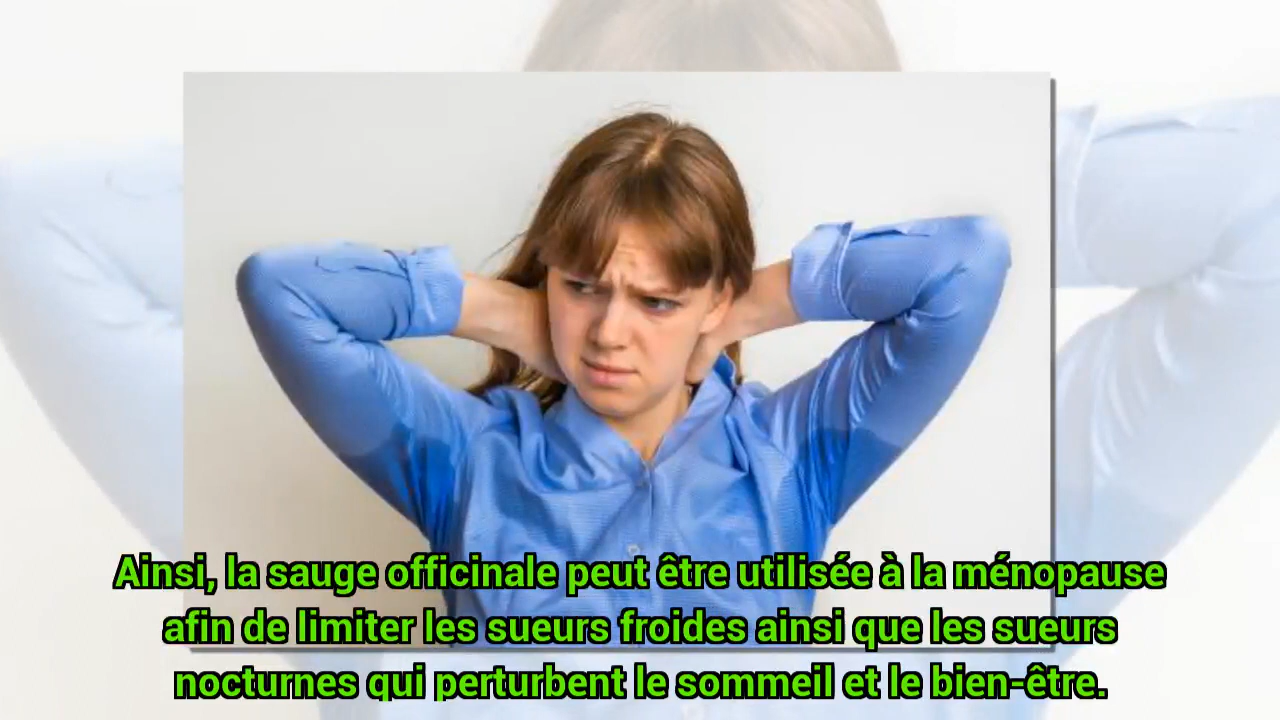 Ainsi, la sauge officinale peut être utilisée à la ménopause
afin de limiter les sueurs froides ainsi que les sueurs
nocturnes qui perturbent le sommeil et le bien-être.